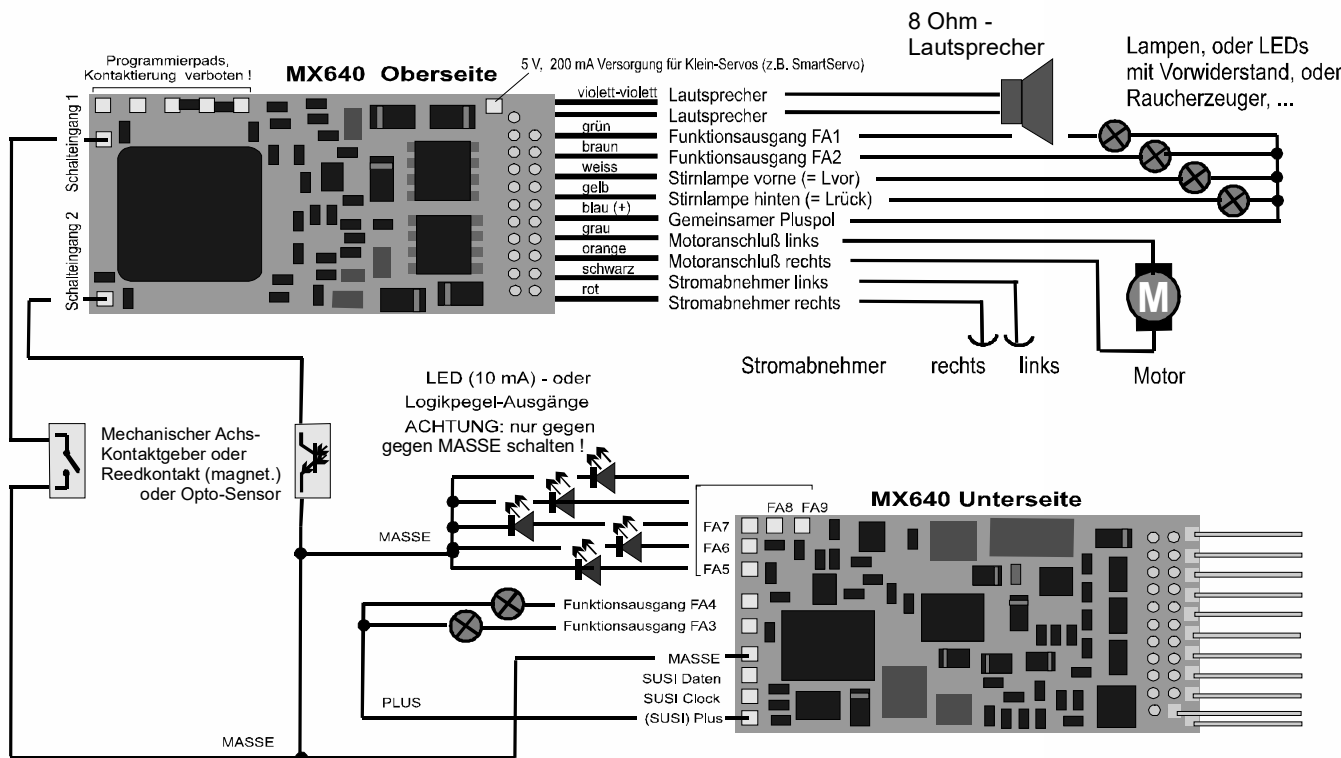 8 Ohm -
Lautsprecher
Lampen, oder LEDs
mit Vorwiderstand, oder
Raucherzeuger, ...
Programmierpads,
Kontaktierung verboten !
MX640 Oberseite
5 V, 200 mA Versorgung für Klein-Servos (z.B. SmartServo)
Schalteingang 1
Schalteingang 2
violett-violett
Lautsprecher
Lautsprecher
grün
Funktionsausgang FA1
braun
Funktionsausgang FA2
weiss
Stirnlampe vorne (= Lvor)
gelb
Stirnlampe hinten (= Lrück)
blau (+)
Gemeinsamer Pluspol
grau
Motoranschluß links
orange
Motoranschluß rechts
schwarz
Stromabnehmer links
rot
Stromabnehmer rechts
M
Stromabnehmer rechts links
Motor
LED (10 mA) - oder
Logikpegel-Ausgänge
ACHTUNG: nur gegen
gegen MASSE schalten !
Mechanischer Achs-
Kontaktgeber oder
Reedkontakt (magnet.)
oder Opto-Sensor
MX640 Unterseite
FA8 FA9
FA7
FA6
FA5
MASSE
Funktionsausgang FA4
Funktionsausgang FA3
MASSE
SUSI Daten
SUSI Clock
(SUSI) Plus
PLUS
MASSE